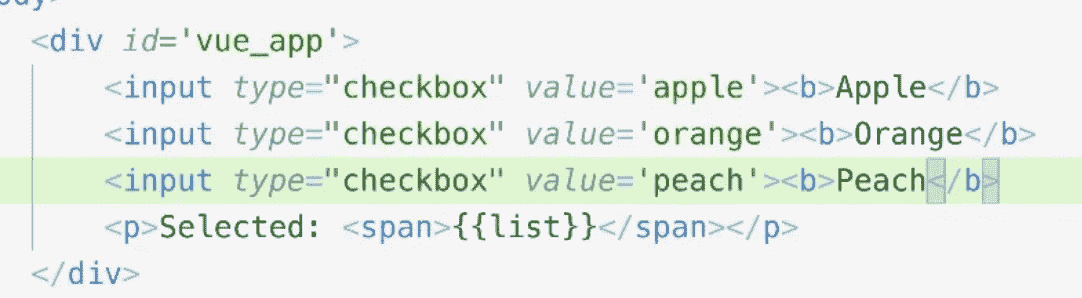 ody>
<div id='vue_app'>
<input type="checkbox" value='apple'><b>Apple</b>
<input type="checkbox" value='orange'><b>Orange</b>
<input type="checkbox" value='peach'><b>Peach</b>
<p>Selected: <span>{{list}}</span></p>
</div>